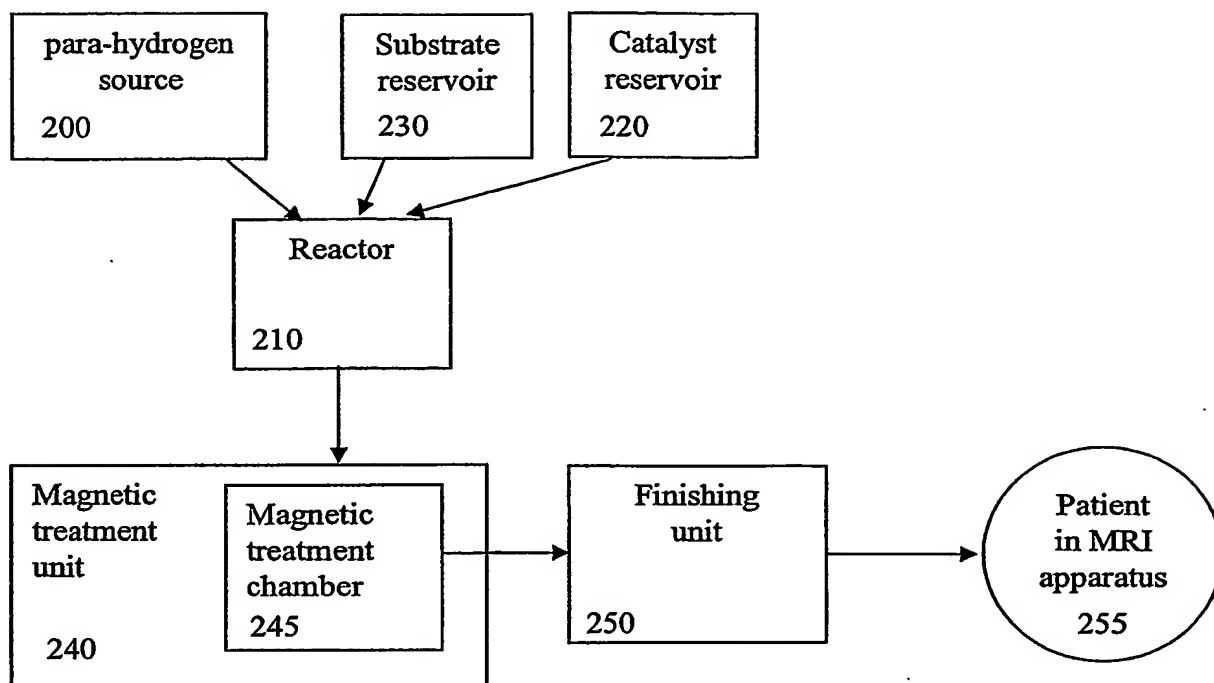 para-hydrogen
source
200
Substrate
reservoir
230
Catalyst
reservoir
220
Reactor
210
Magnetic
treatment
unit
240
Magnetic
treatment
chamber
245
Finishing
unit
250
Patient
in MRI
apparatus
255